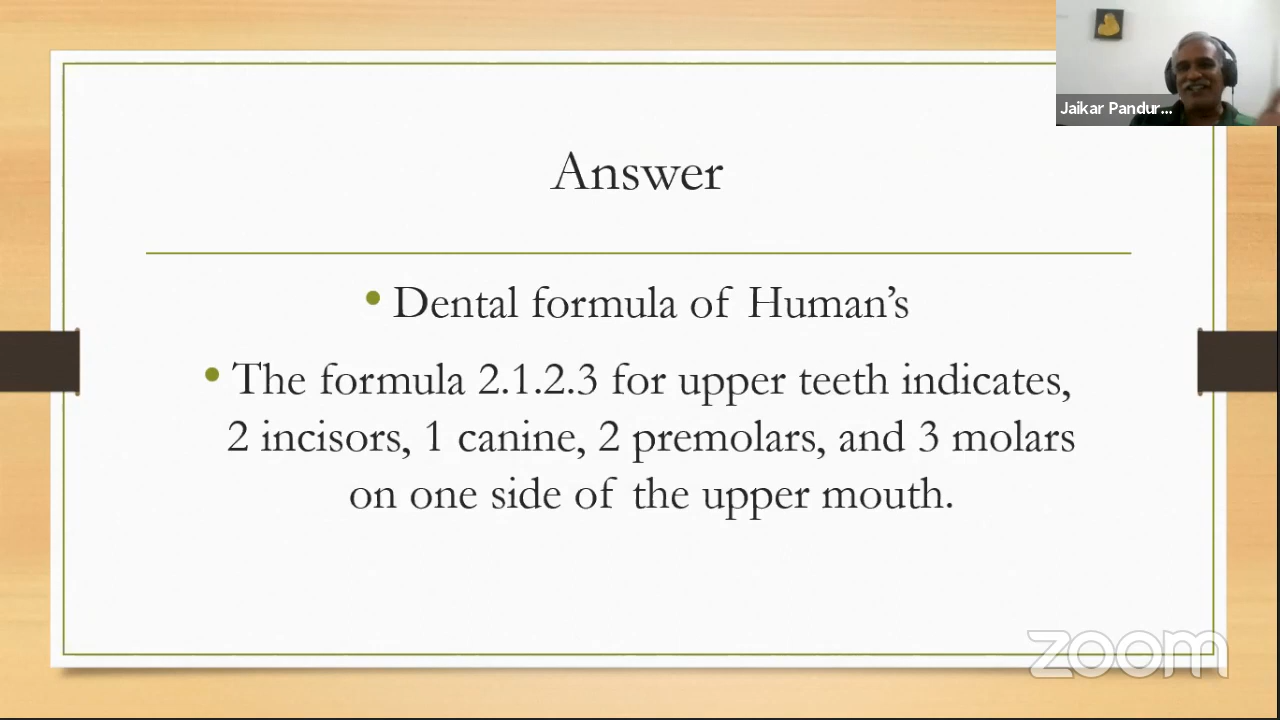 Jaikar Pandur...
Answer
• Dental formula of Human’s
• The formula 2.1.2.3 for upper teeth indicates,
2 incisors, 1 canine, 2 premolars, and 3 molars
on one side of the upper mouth.
zoom